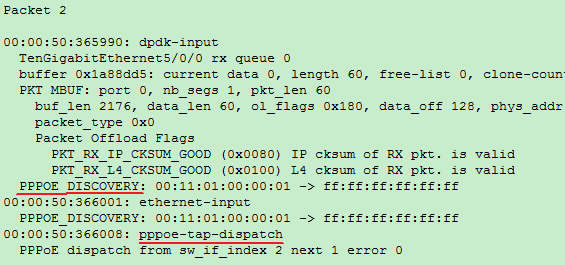 Packet 2
00:00:50:365990: dpdk-input
TenGigabitEthernet5/0/0 rx queue 0
buffer 0x1a88dd5: current data 0, length 60, free-list 0, clone-coun
PKT MBUF: port 0, nb_segs 1, pkt_len 60
buf_len 2176, data_len 60, ol_flags 0x180, data_off 128, phys_addr
packet_type 0x0
Packet Offload Flags
PKT_RX_IP_CKSUM_GOOD (0x0080) IP cksum of RX pkt. is valid
PKT_RX_L4_CKSUM_GOOD (0x0100) L4 cksum of RX pkt. is valid
PPPOE_DISCOVERY: 00:11:01:00:00:01 -> ff:ff:ff:ff:ff:ff
00:00:50:366001: ethernet-input
PPPOE_DISCOVERY: 00:11:01:00:00:01 -> ff:ff:ff:ff:ff:ff
00:00:50:366008: pppoe-tap-dispatch
PPPoE dispatch from sw_if_index 2 next 1 error 0